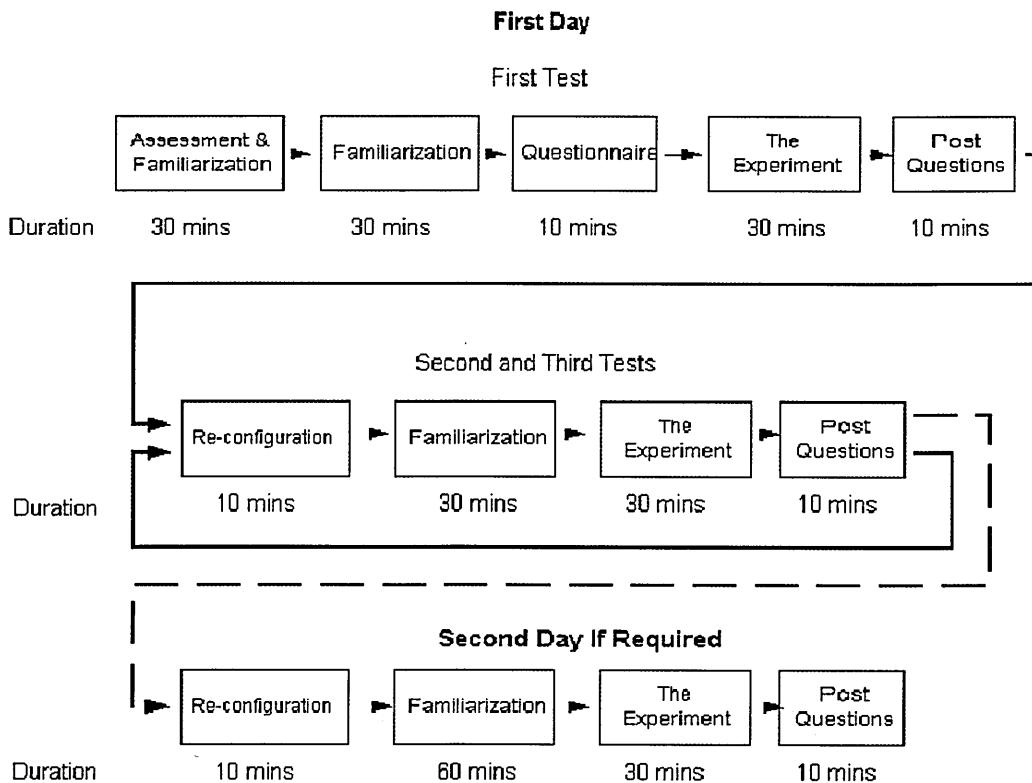 First Day
First Test
Assessment &
Familiarization
Familiarization
Questionnaire
The
Experiment
Post
Questions
Duration
30 mins
30 mins
10 mins
30 mins
10 mins
Second and Third Tests
Re-configuration
Familiarization
The
Experiment
Post
Questions
Duration
10 mins
30 mins
30 mins
10 mins
Second Day If Required
Re-configuration
Familiarization
The
Experiment
Post
Questions
Duration
10 mins
60 mins
30 mins
10 mins